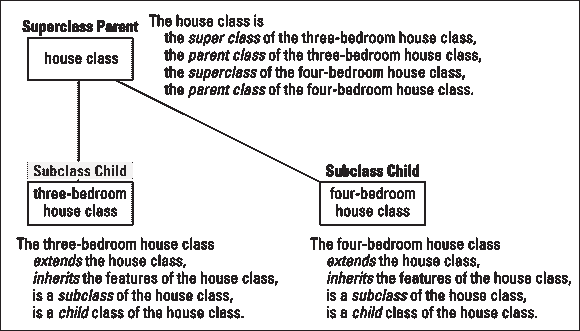 Superclass Parent
house class
The house class is
the super class of the three-bedroom house class,
the parent class of the three-bedroom house class,
the superclass of the four-bedroom house class,
the parent class of the four-bedroom house class.
Subclass Child
three-bedroom
house class
The three-bedroom house class
extends the house class,
inherits the features of the house class,
is a subclass of the house class,
is a child class of the house class.
Subclass Child
four-bedroom
house class
The four-bedroom house class
extends the house class,
inherits the features of the house class,
is a subclass of the house class,
is a child class of the house class.